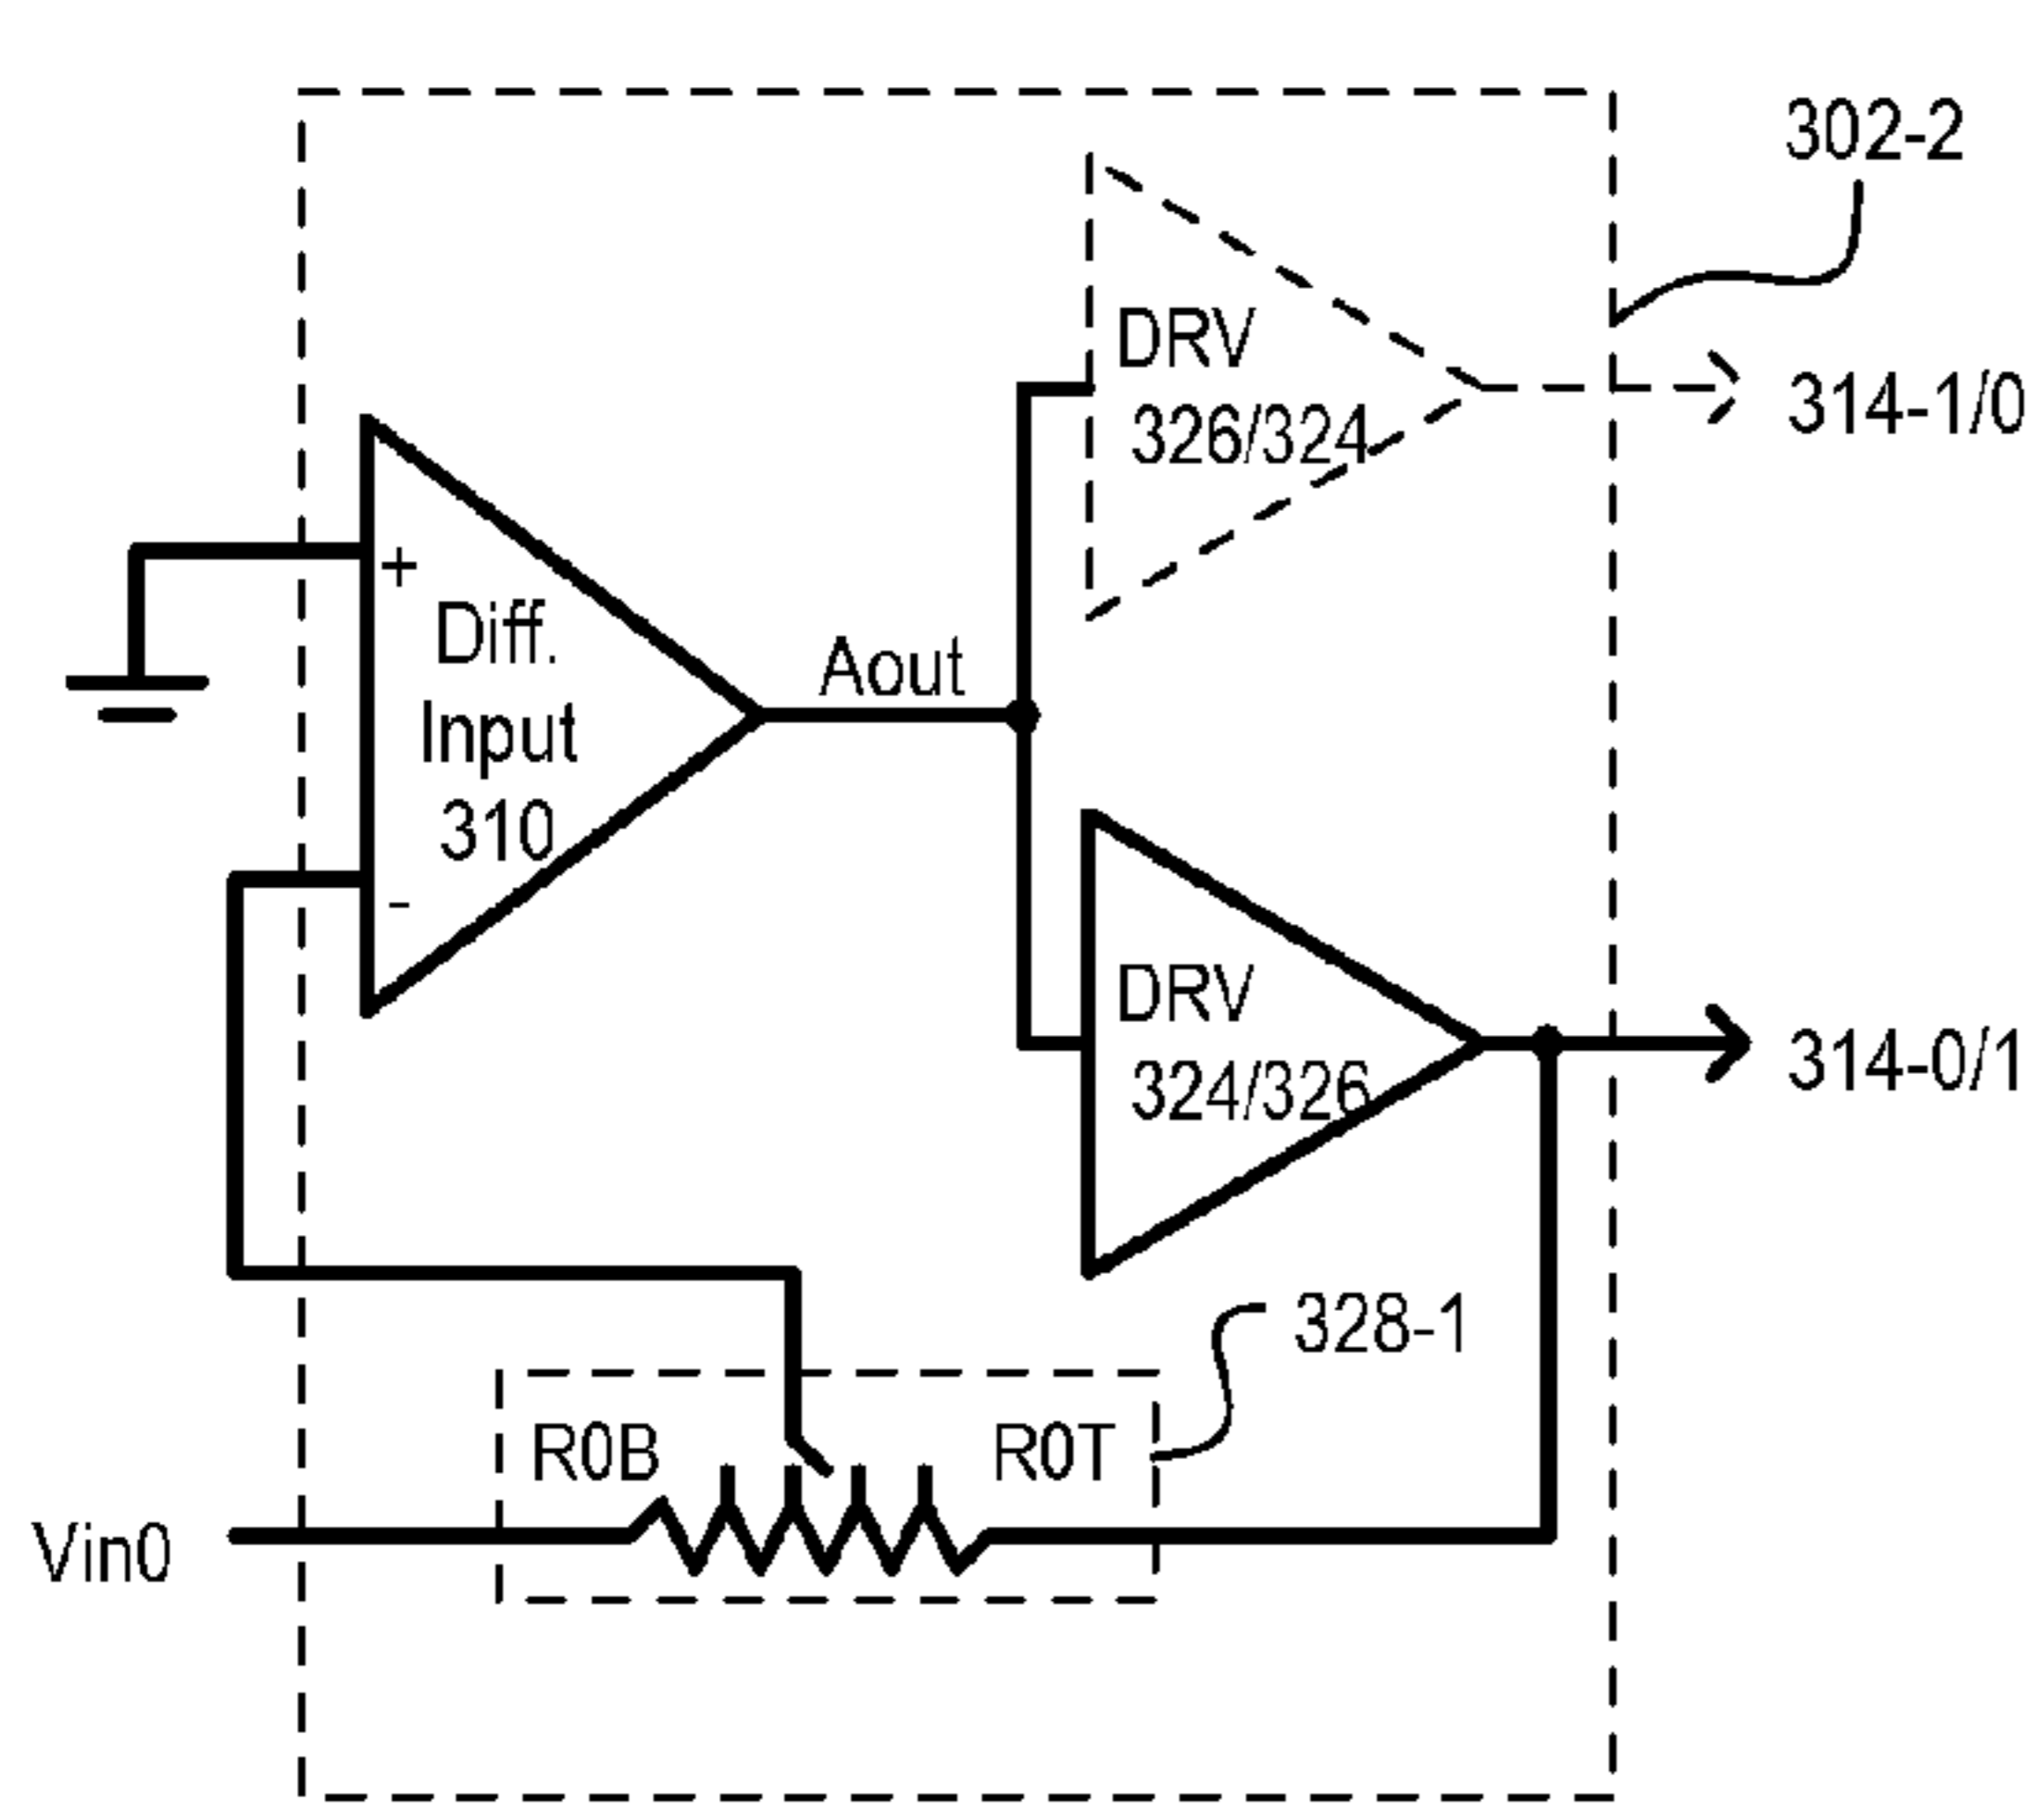 302-2
DRV
326/324
314-1/0
+
Diff.
Input
310
-
Aout
DRV
324/326
314-0/1
328-1
R0B
R0T
Vin0